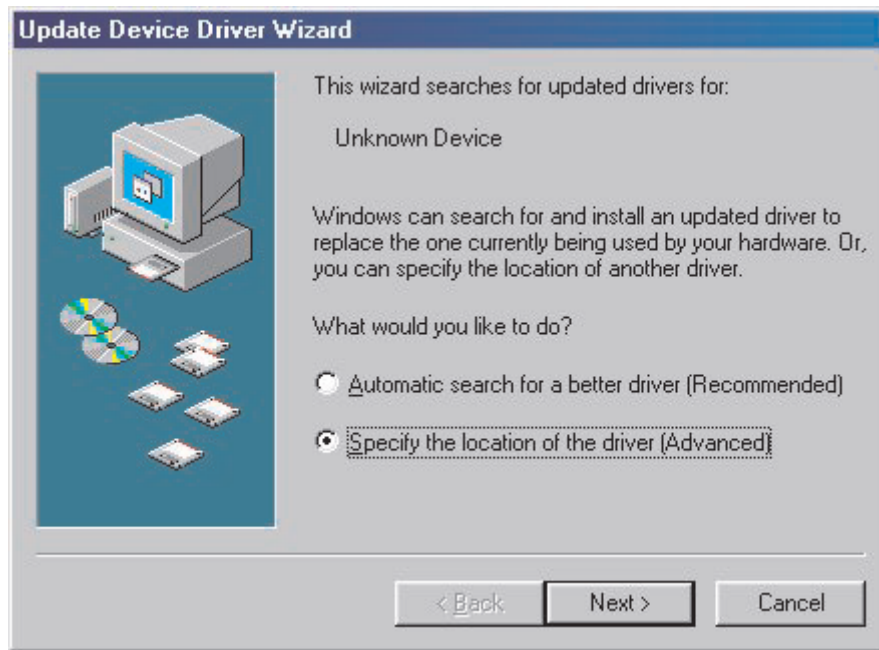 Update Device Driver Wizard
This wizard searches for updated drivers for:
Unknown Device
Windows can search for and install an updated driver to
replace the one currently being used by your hardware. Or,
you can specify the location of another driver.
What would you like to do?
Automatic search for a better driver (Recommended)
Specify the location of the driver (Advanced)
< Back
Next >
Cancel